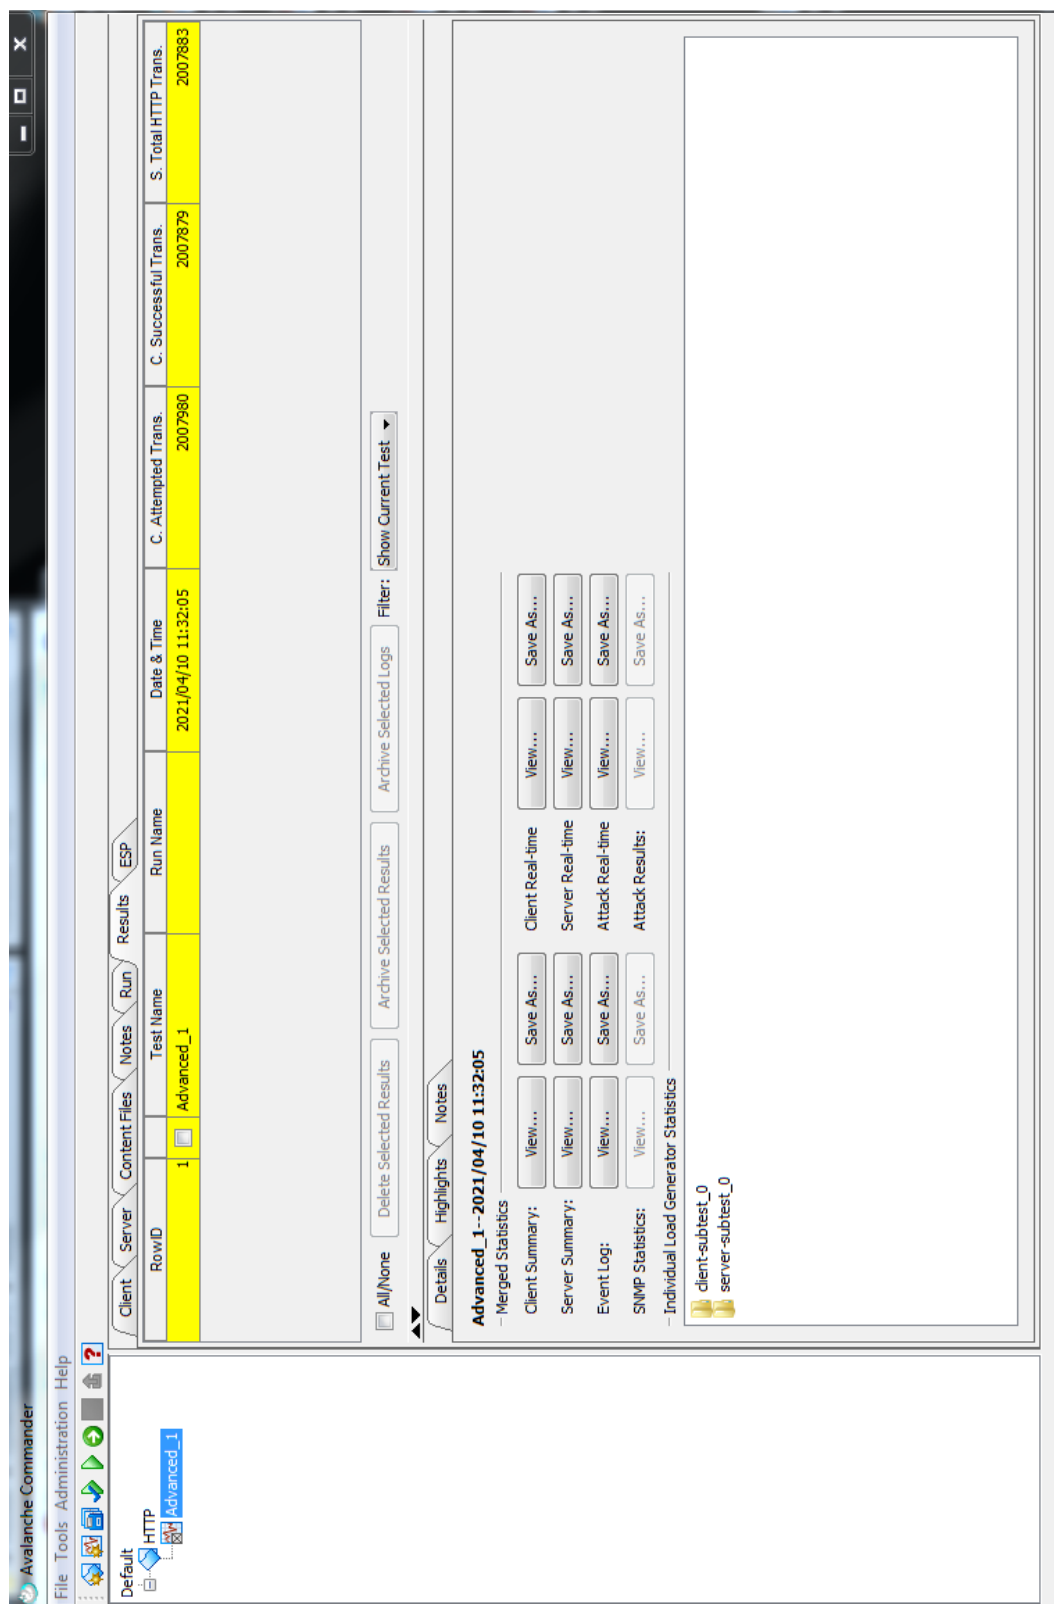 Avalanche Commander
File Tools Administration Help
Default
HTTP
Advanced_1
Client Server Content Files Notes Run Results ESP
RowID Test Name Run Name Date & Time C. Attempted Trans. C. Successful Trans. S. Total HTTP Trans.
1 Advanced_1 2021/04/10 11:32:05 2007980 2007879 2007883
All/None Delete Selected Results Archive Selected Results Archive Selected Logs Filter: Show Current Test
Details Highlights Notes
Advanced_1--2021/04/10 11:32:05
Merged Statistics
Client Summary: View... Save As... Client Real-time View... Save As...
Server Summary: View... Save As... Server Real-time View... Save As...
Event Log: View... Save As... Attack Real-time View... Save As...
SNMP Statistics: View... Save As... Attack Results: View... Save As...
Individual Load Generator Statistics
client-subtest_0
server-subtest_0